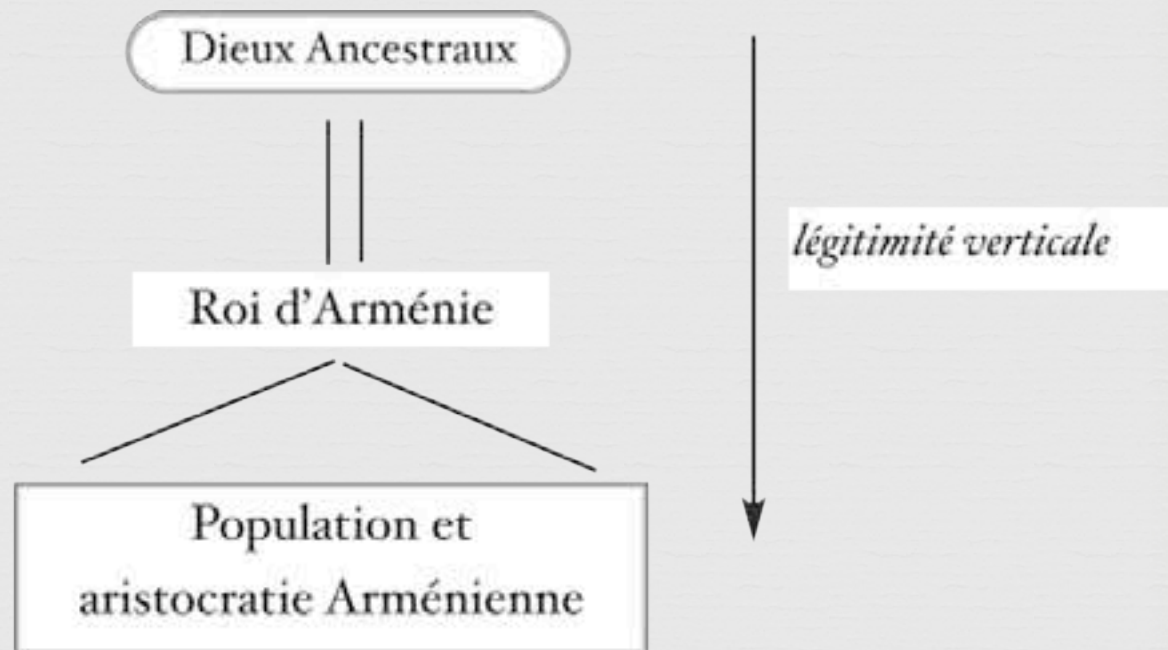 Dieux Ancestraux
légitimité verticale
Roi d'Arménie
Population et
aristocratie Arménienne